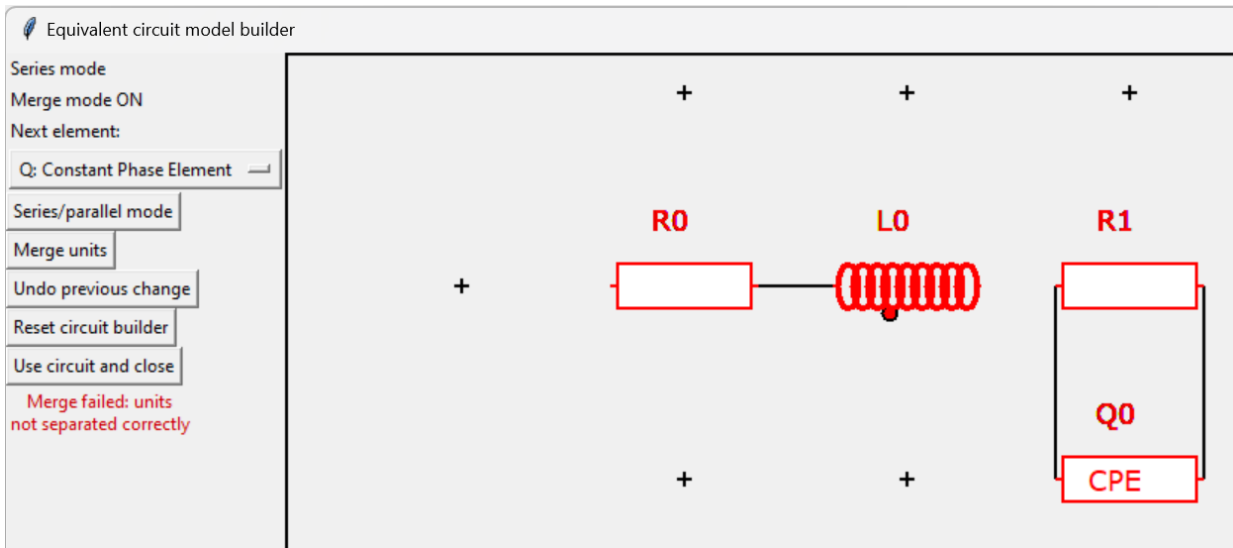 Equivalent circuit model builder
Series mode
Merge mode ON
Next element:
Q: Constant Phase Element
Series/parallel mode
Merge units
Undo previous change
Reset circuit builder
Use circuit and close
Merge failed: units
not separated correctly
R0 L0 R1
Q0
CPE